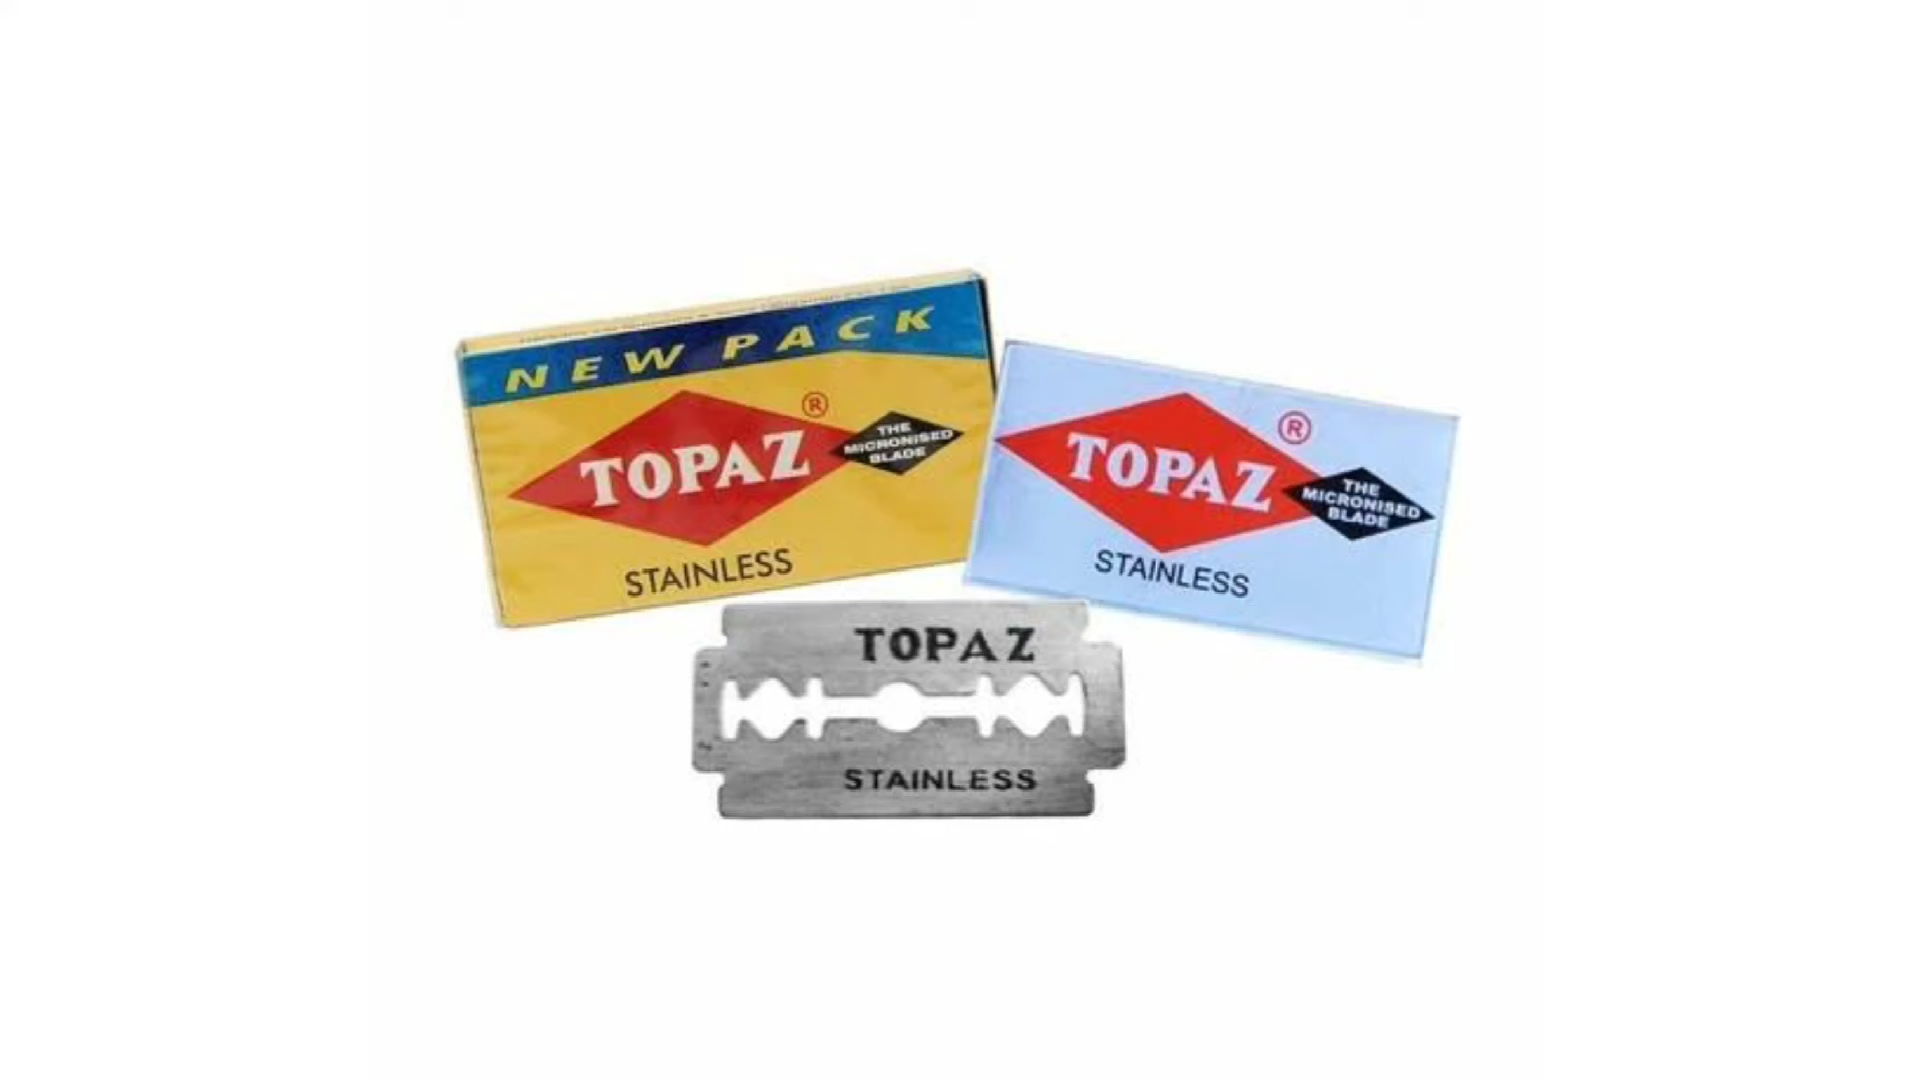 NEW PACK
TOPAZ ®
THE
MICRONISED
BLADE
STAINLESS
TOPAZ ®
THE
MICRONISED
BLADE
STAINLESS
TOPAZ
STAINLESS